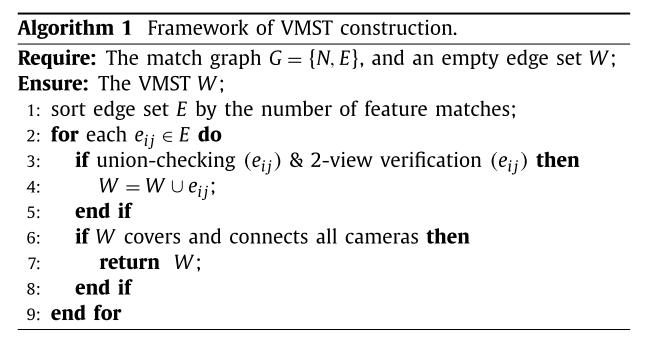 Algorithm 1 Framework of VMST construction.
Require: The match graph G = {N, E}, and an empty edge set W;
Ensure: The VMST W;
1: sort edge set E by the number of feature matches;
2: for each e_{ij} ∈ E do
3: if union-checking (e_{ij}) & 2-view verification (e_{ij}) then
4: W = W ∪ e_{ij};
5: end if
6: if W covers and connects all cameras then
7: return W;
8: end if
9: end for